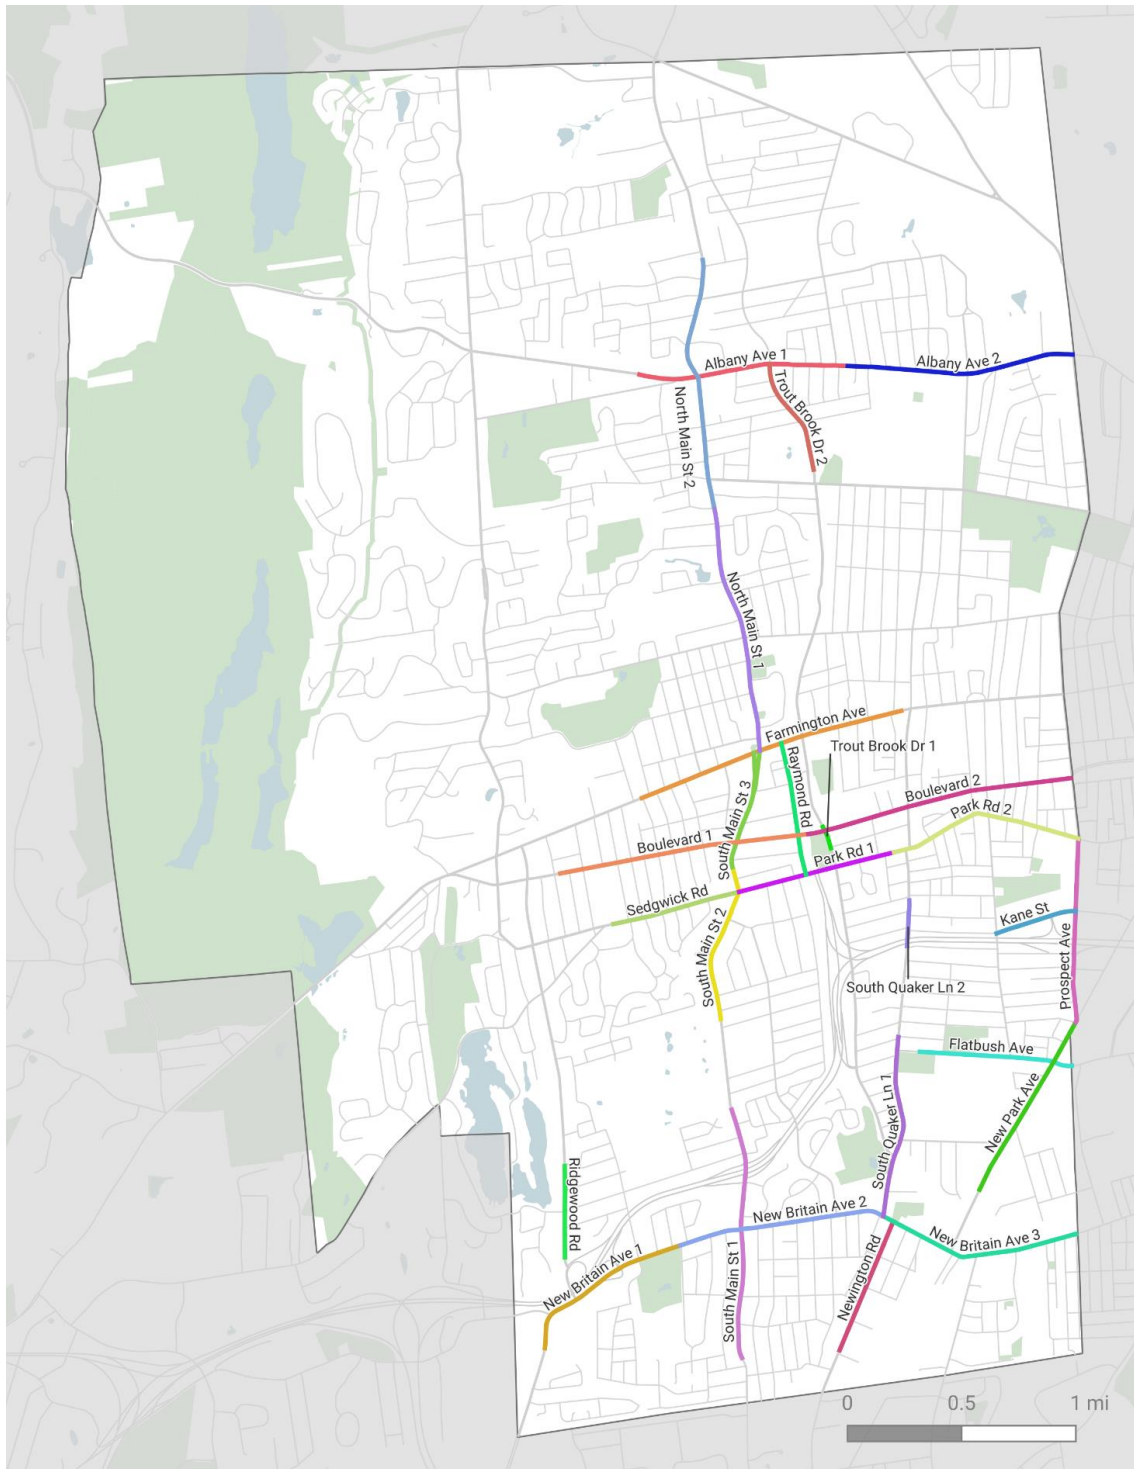 Albany Ave 1
Albany Ave 2
Trout Brook Dr 2
North Main St 2
North Main St 1
Farmington Ave
Trout Brook Dr 1
Raymond Rd
South Main St 3
Boulevard 2
Park Rd 2
Boulevard 1
Park Rd 1
Sedgwick Rd
Kane St
South Main St 2
Prospect Ave
South Quaker Ln 2
Flatbush Ave
New Park Ave
South Quaker Ln 1
Ridgewood Rd
New Britain Ave 2
New Britain Ave 3
New Britain Ave 1
South Main St 1
Newington Rd
0 0.5 1 mi